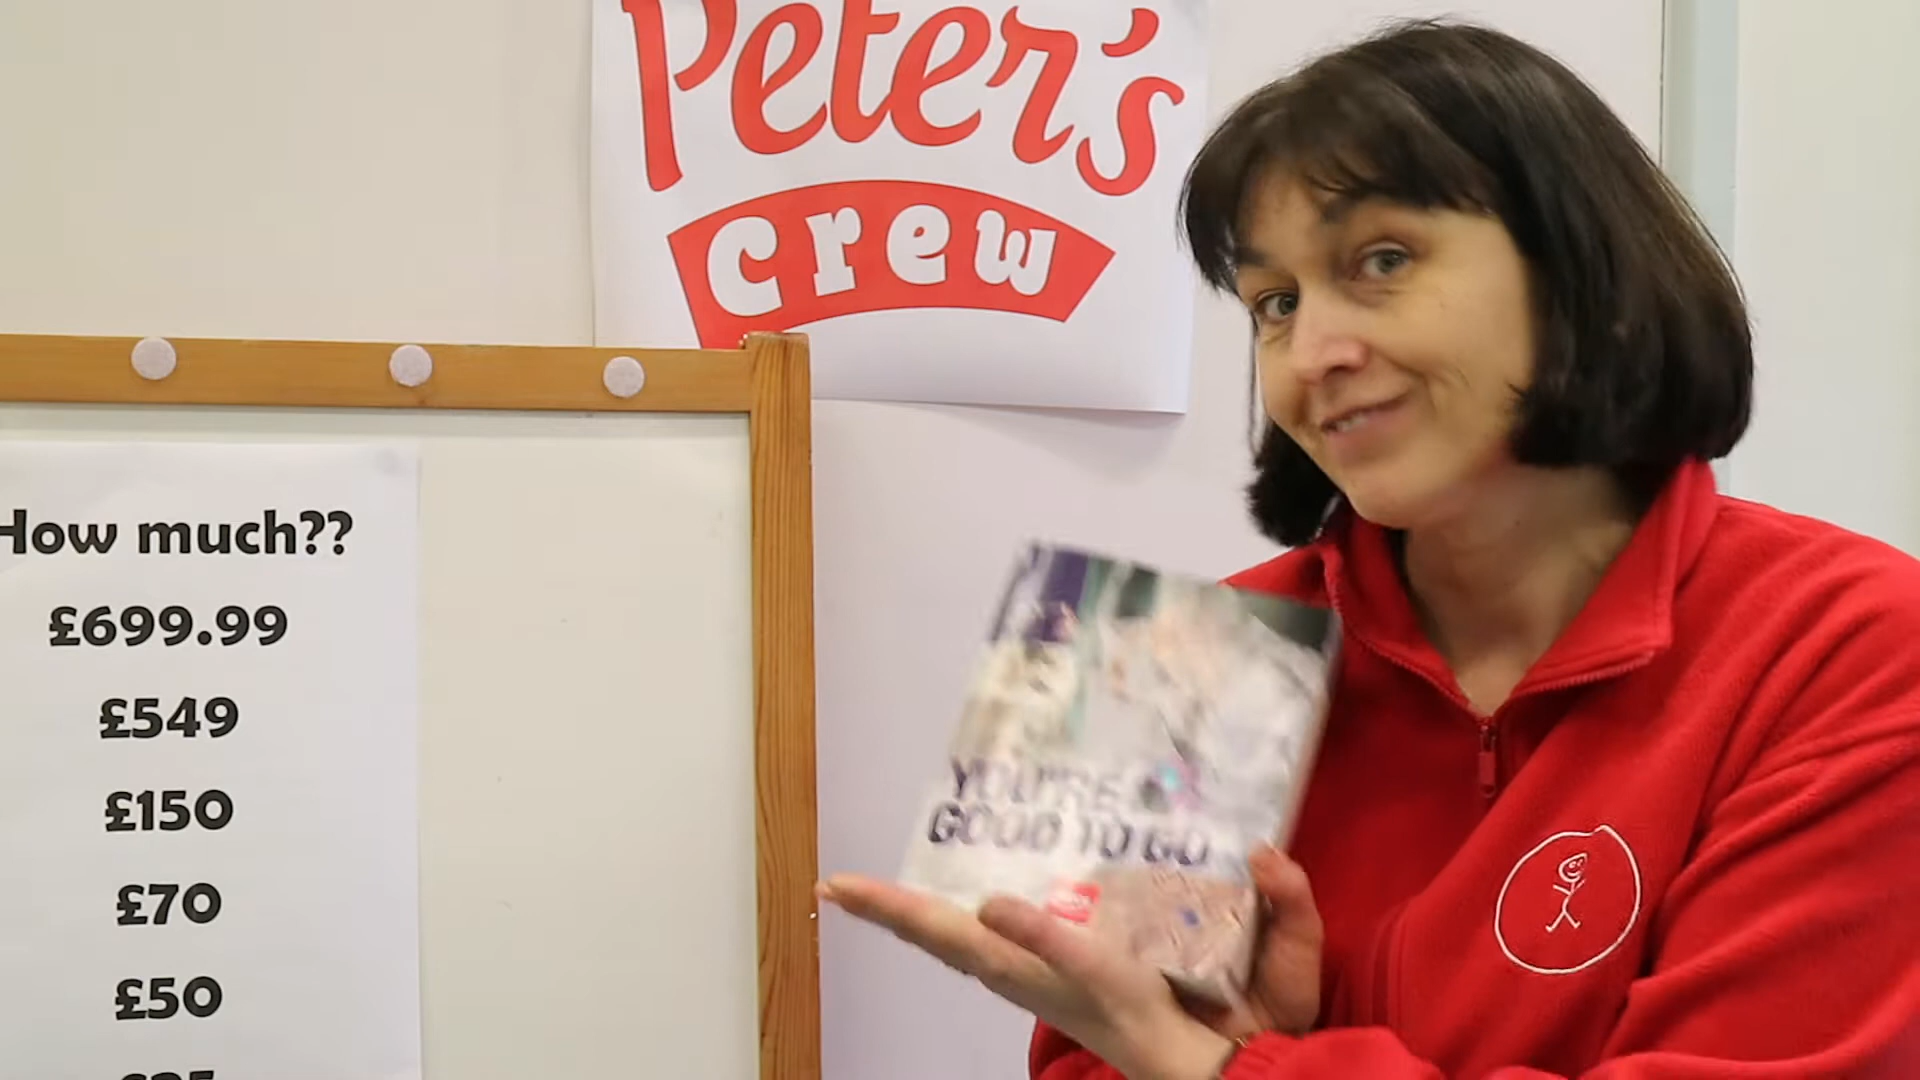 Peter's
crew
How much??
£699.99
£549
£150
£70
£50
YOU'RE
GOOD TO GO